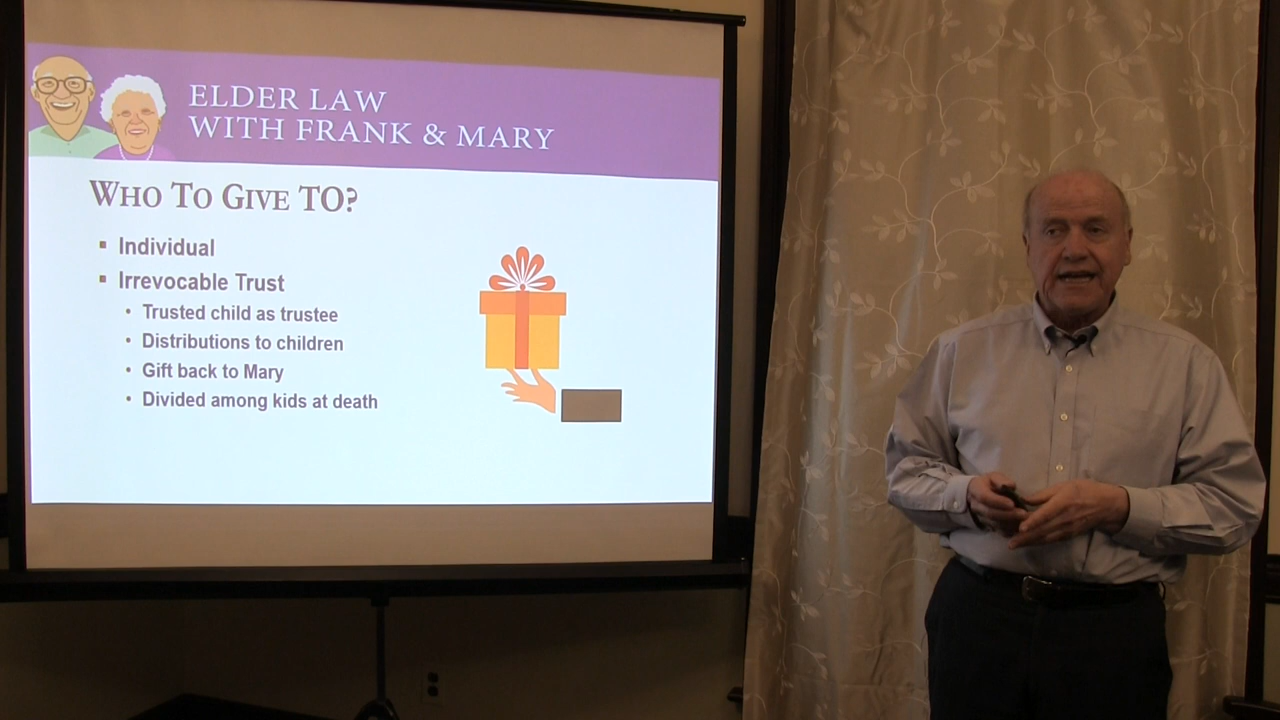 ELDER LAW
WITH FRANK & MARY
WHO TO GIVE TO?
▪ Individual
▪ Irrevocable Trust
• Trusted child as trustee
• Distributions to children
• Gift back to Mary
• Divided among kids at death